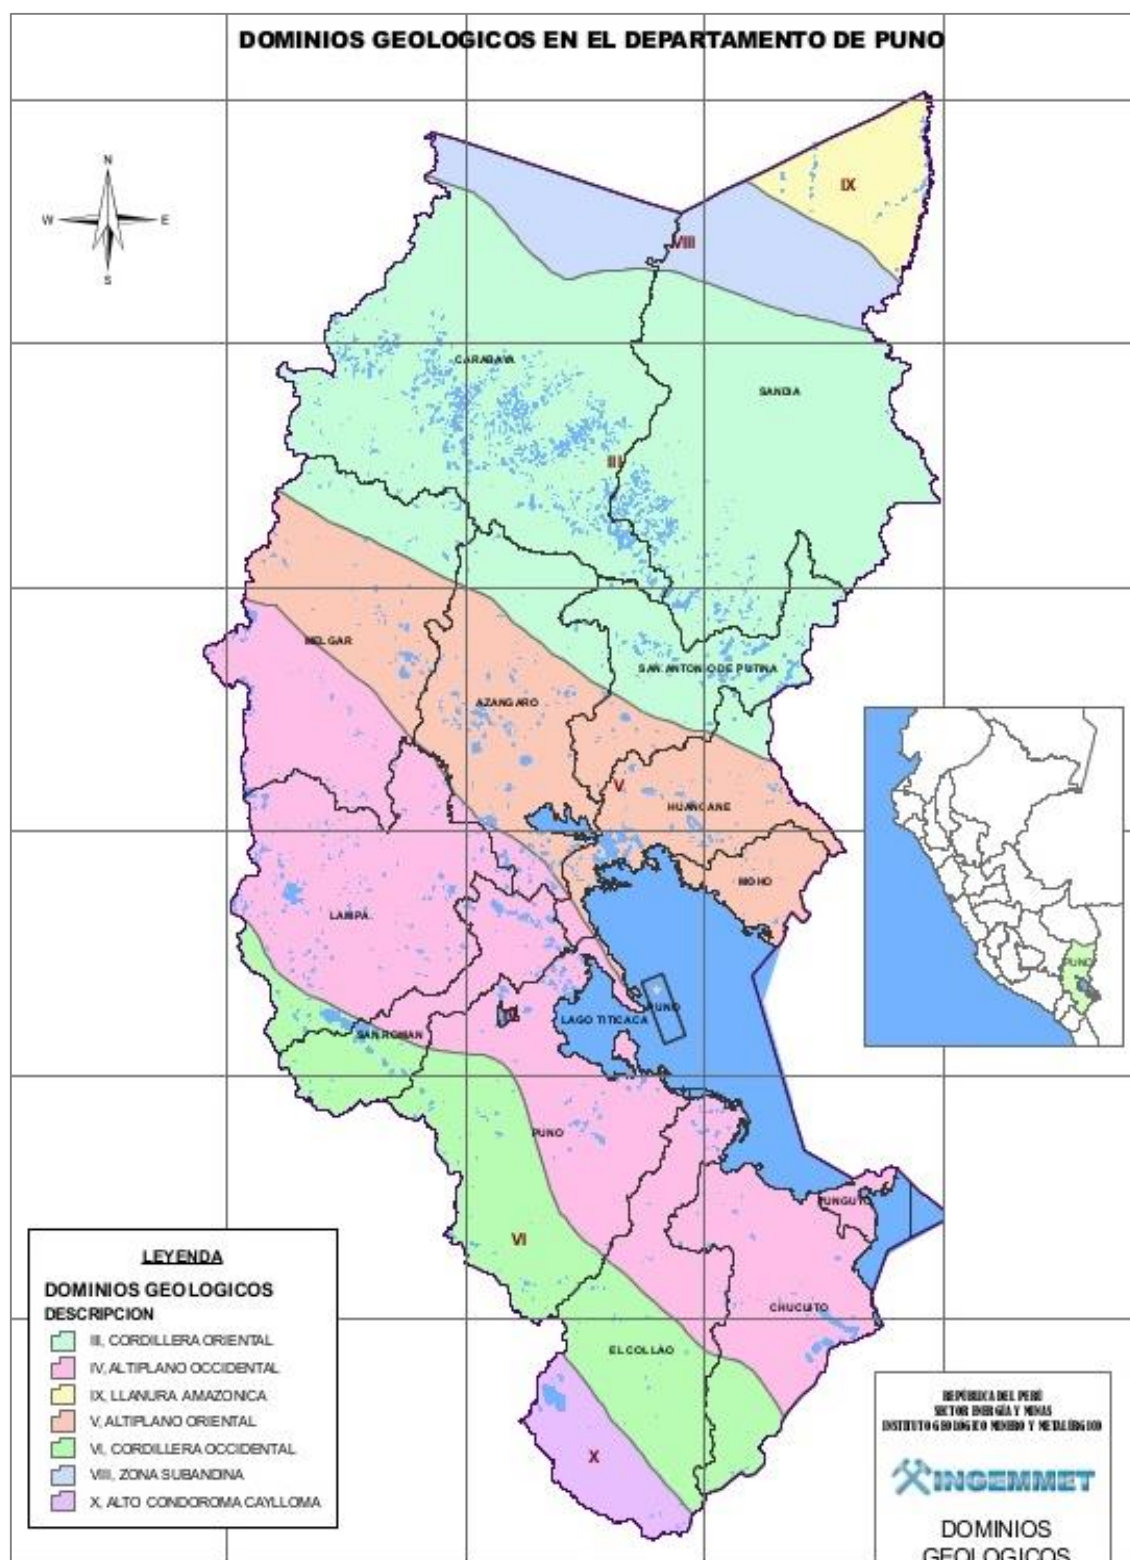 DOMINIOS GEOLOGICOS EN EL DEPARTAMENTO DE PUNO
N
W
E
S
IX
VIII
CARABAYA
SANDIA
III
MELGAR
SAN ANTONIO DE PUTINA
AZANGARO
V
HUANCANE
MOHO
LAMPA
PUNO
PUNO
LAGO TITICACA
SAN ROMAN
PUNO
YUNGUYO
VI
CHUCUITO
EL COLLAO
X
LEYENDA
DOMINIOS GEOLOGICOS
DESCRIPCION
III, CORDILLERA ORIENTAL
IV, ALTIPLANO OCCIDENTAL
IX, LLANURA AMAZONICA
V, ALTIPLANO ORIENTAL
VI, CORDILLERA OCCIDENTAL
VIII, ZONA SUBANDINA
X, ALTO CONDOROMA CAYLLOMA
REPÚBLICA DEL PERÚ
SECTOR ENERGÍA Y MINAS
INSTITUTO GEOLÓGICO MINERO Y METALÚRGICO
INGEMMET
DOMINIOS
GEOLOGICOS